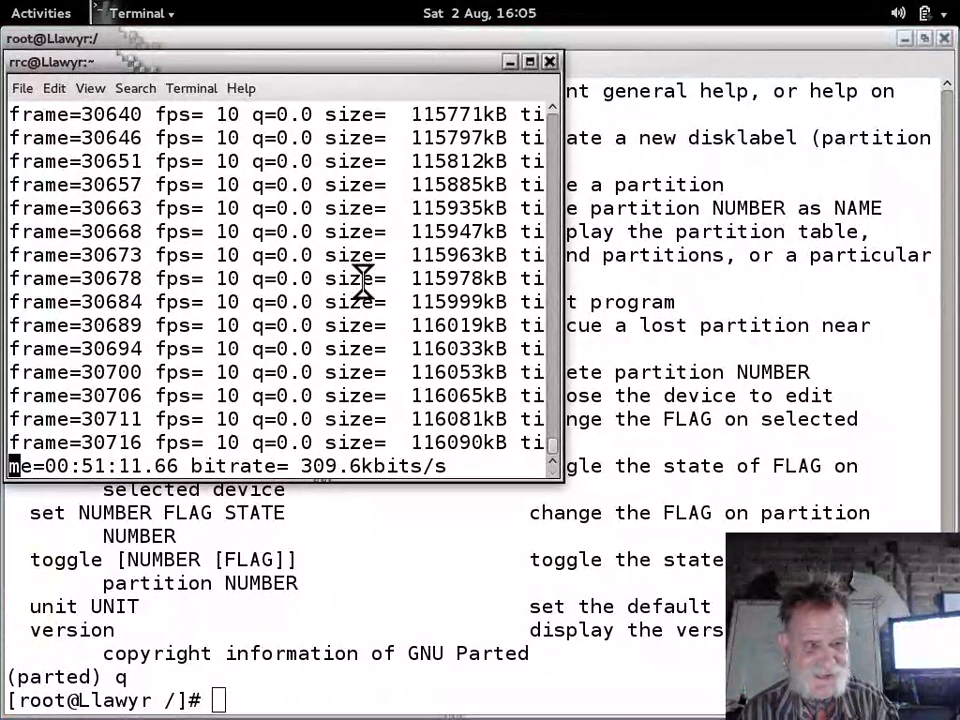 Activities
Terminal
Sat 2 Aug, 16:05
root@Llawyr:/
rrc@Llawyr:~
File Edit View Search Terminal Help
frame=30640 fps= 10 q=0.0 size= 115771kB ti
frame=30646 fps= 10 q=0.0 size= 115797kB ti
frame=30651 fps= 10 q=0.0 size= 115812kB ti
frame=30657 fps= 10 q=0.0 size= 115885kB ti
frame=30663 fps= 10 q=0.0 size= 115935kB ti
frame=30668 fps= 10 q=0.0 size= 115947kB ti
frame=30673 fps= 10 q=0.0 size= 115963kB ti
frame=30678 fps= 10 q=0.0 size= 115978kB ti
frame=30684 fps= 10 q=0.0 size= 115999kB ti
frame=30689 fps= 10 q=0.0 size= 116019kB ti
frame=30694 fps= 10 q=0.0 size= 116033kB ti
frame=30700 fps= 10 q=0.0 size= 116053kB ti
frame=30706 fps= 10 q=0.0 size= 116065kB ti
frame=30711 fps= 10 q=0.0 size= 116081kB ti
frame=30716 fps= 10 q=0.0 size= 116090kB ti
me=00:51:11.66 bitrate= 309.6kbits/s
nt general help, or help on
ate a new disklabel (partition
e a partition
e partition NUMBER as NAME
play the partition table,
nd partitions, or a particular
t program
cue a lost partition near
ete partition NUMBER
ose the device to edit
nge the FLAG on selected
ggle the state of FLAG on
selected device
set NUMBER FLAG STATE change the FLAG on partition
NUMBER
toggle [NUMBER [FLAG]] toggle the state
partition NUMBER
unit UNIT set the default
version display the vers
copyright information of GNU Parted
(parted) q
[root@Llawyr /]#